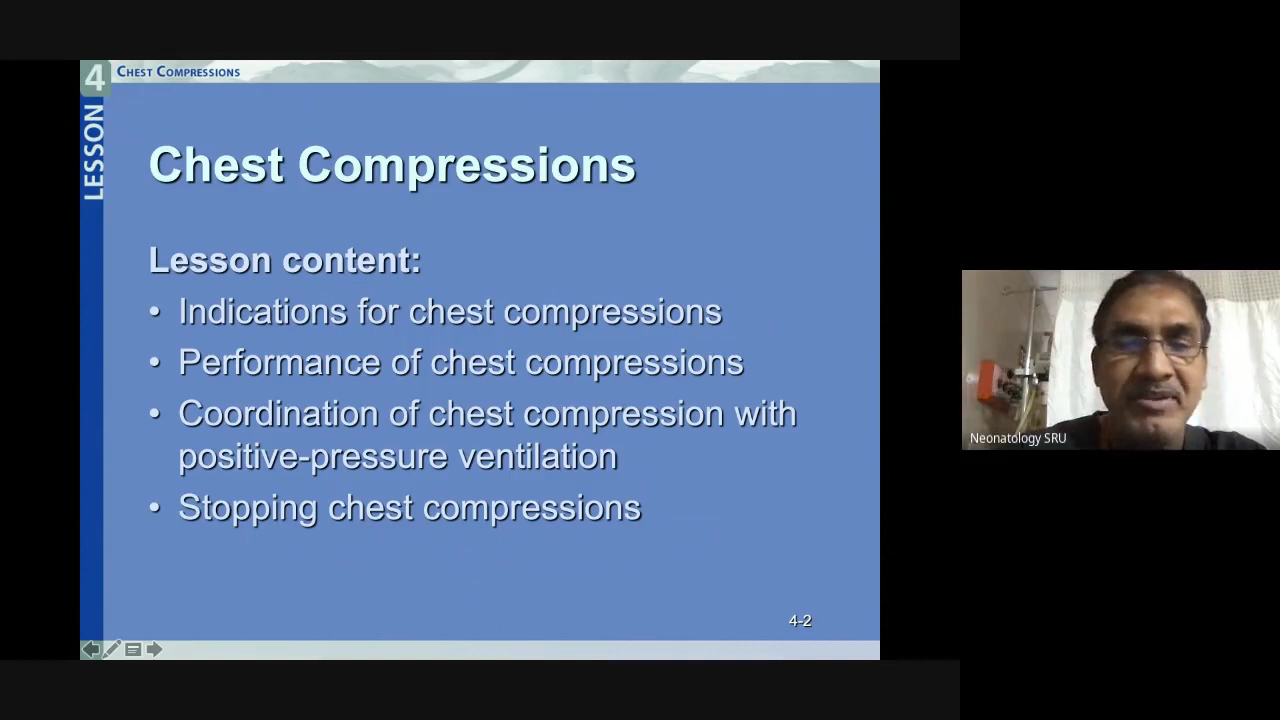 4 CHEST COMPRESSIONS
LESSON
Chest Compressions
Lesson content:
• Indications for chest compressions
• Performance of chest compressions
• Coordination of chest compression with
positive-pressure ventilation
• Stopping chest compressions
4-2
Neonatology SRU